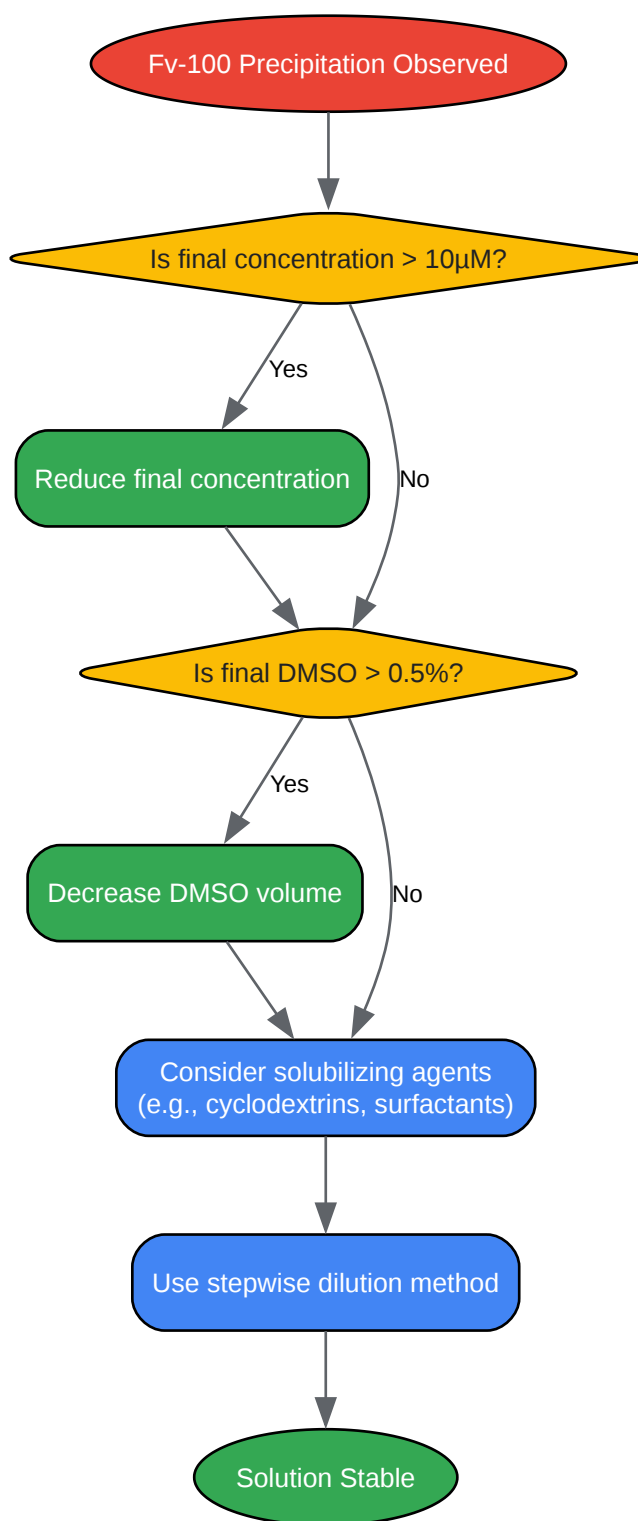 Fv-100 Precipitation Observed
Is final concentration > 10µM?
Yes
Reduce final concentration
No
Is final DMSO > 0.5%?
Yes
Decrease DMSO volume
No
Consider solubilizing agents
(e.g., cyclodextrins, surfactants)
Use stepwise dilution method
Solution Stable